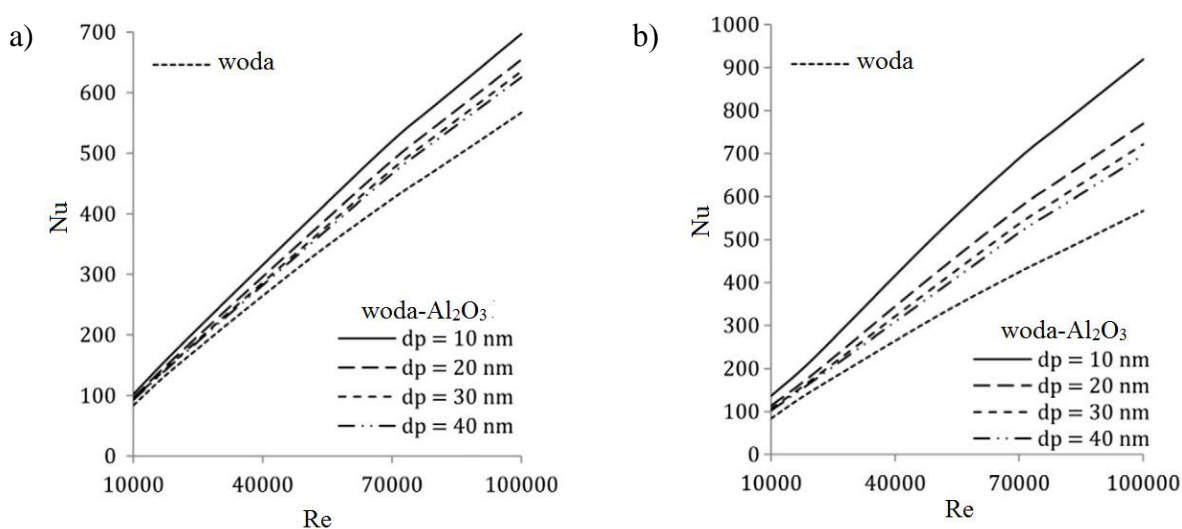 a)
700
600
500
400
300
200
100
0
Nu
woda
woda-Al₂O₃
dp = 10 nm
dp = 20 nm
dp = 30 nm
dp = 40 nm
10000 40000 70000 100000
Re
b)
1000
900
800
700
600
500
400
300
200
100
0
Nu
woda
woda-Al₂O₃
dp = 10 nm
dp = 20 nm
dp = 30 nm
dp = 40 nm
10000 40000 70000 100000
Re